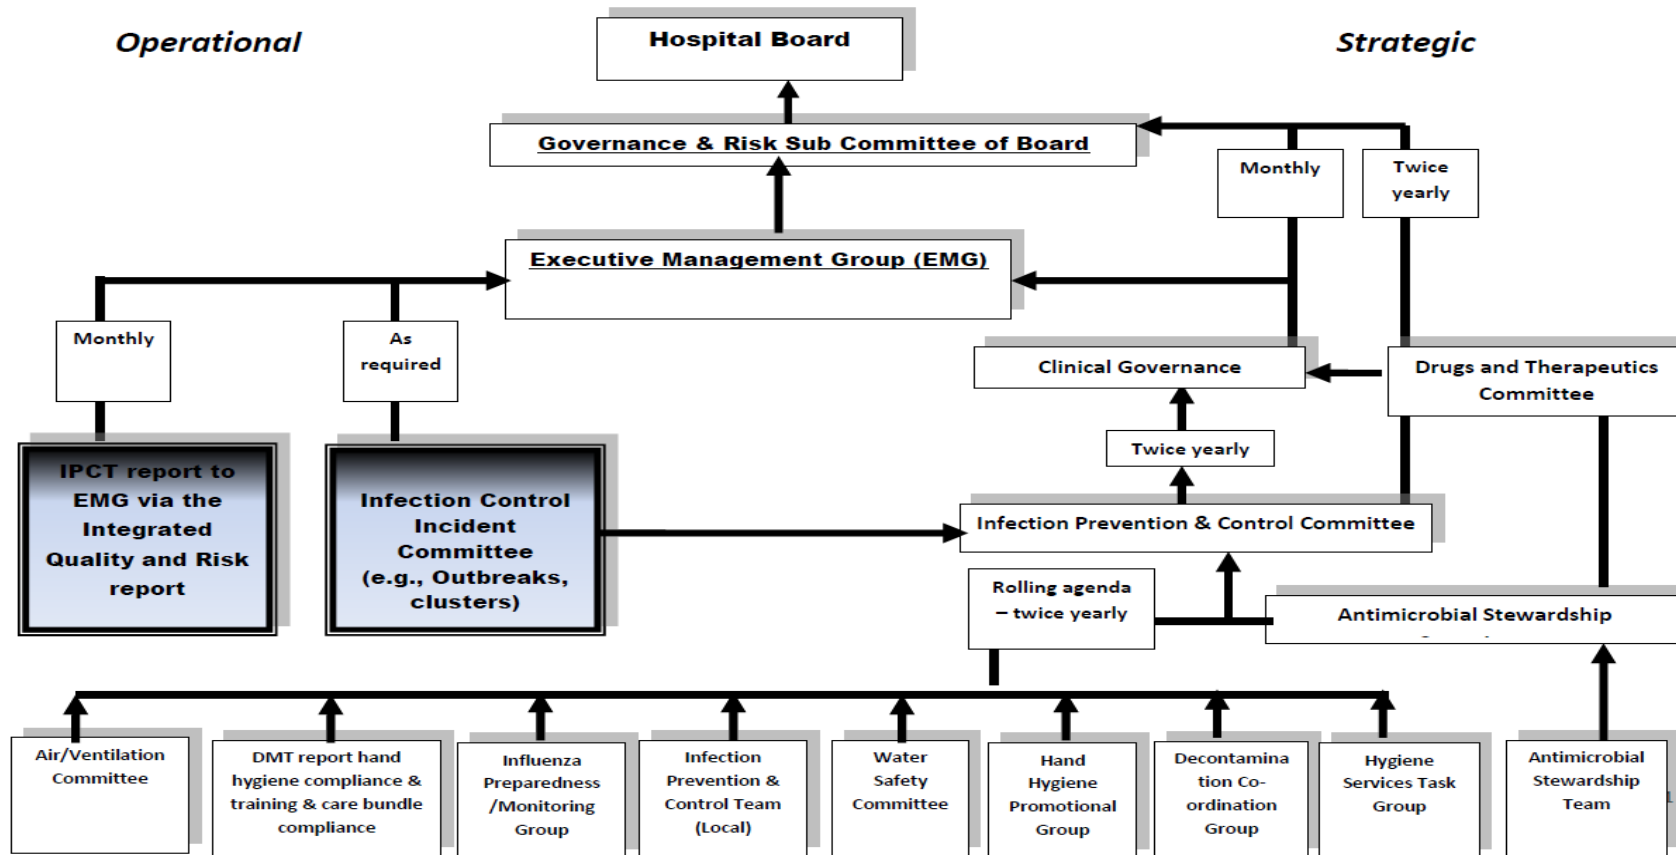 Operational
Hospital Board
Strategic
Governance & Risk Sub Committee of Board
Monthly
Twice
yearly
Executive Management Group (EMG)
Monthly
As
required
Clinical Governance
Drugs and Therapeutics
Committee
Twice yearly
IPCT report to
EMG via the
Integrated
Quality and Risk
report
Infection Control
Incident
Committee
(e.g., Outbreaks,
clusters)
Infection Prevention & Control Committee
Rolling agenda
– twice yearly
Antimicrobial Stewardship
Air/Ventilation
Committee
DMT report hand
hygiene compliance &
training & care bundle
compliance
Influenza
Preparedness
/Monitoring
Group
Infection
Prevention &
Control Team
(Local)
Water
Safety
Committee
Hand
Hygiene
Promotional
Group
Decontamina
tion Co-
ordination
Group
Hygiene
Services Task
Group
Antimicrobial
Stewardship
Team
1